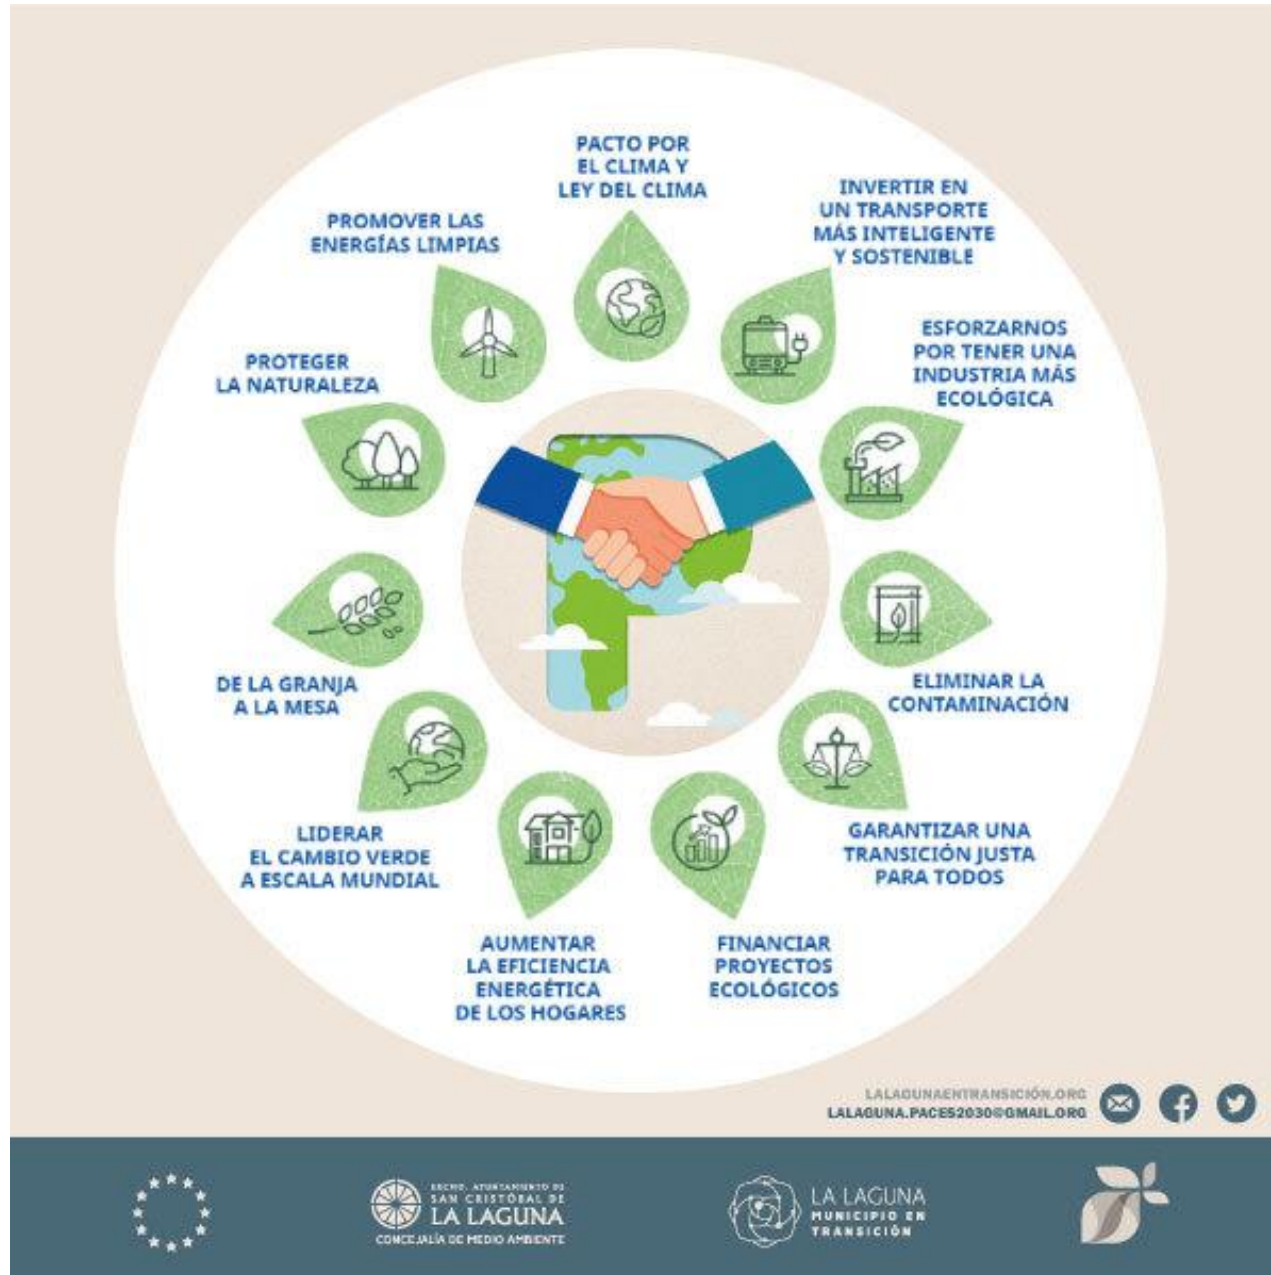 PACTO POR
EL CLIMA Y
LEY DEL CLIMA
INVERTIR EN
UN TRANSPORTE
MÁS INTELIGENTE
Y SOSTENIBLE
ESFORZARNOS
POR TENER UNA
INDUSTRIA MÁS
ECOLÓGICA
ELIMINAR LA
CONTAMINACIÓN
GARANTIZAR UNA
TRANSICIÓN JUSTA
PARA TODOS
FINANCIAR
PROYECTOS
ECOLÓGICOS
AUMENTAR
LA EFICIENCIA
ENERGÉTICA
DE LOS HOGARES
LIDERAR
EL CAMBIO VERDE
A ESCALA MUNDIAL
DE LA GRANJA
A LA MESA
PROTEGER
LA NATURALEZA
PROMOVER LAS
ENERGÍAS LIMPIAS
LALAGUNAENTRANSICIÓN.ORG
LALAGUNA.PACES2030@GMAIL.ORG
EXCMO. AYUNTAMIENTO DE
SAN CRISTÓBAL DE
LA LAGUNA
CONCEJALÍA DE MEDIO AMBIENTE
LA LAGUNA
MUNICIPIO EN
TRANSICIÓN